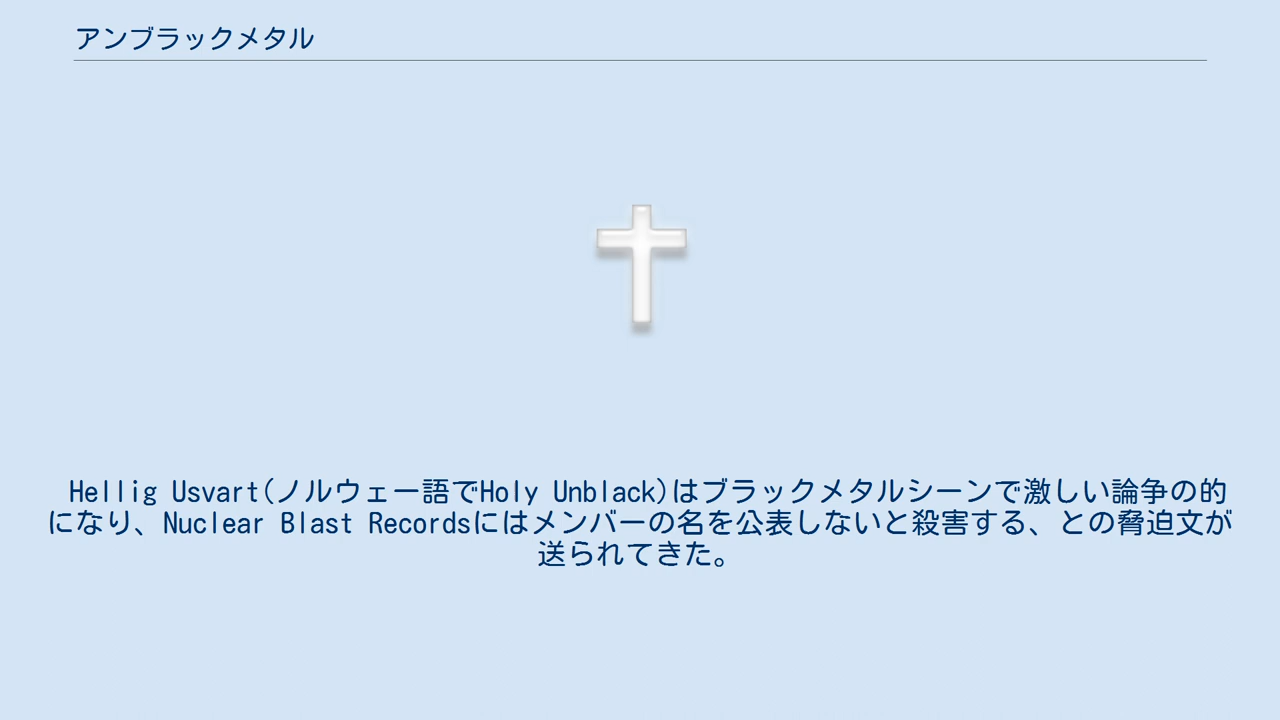 アンブラックメタル
Hellig Usvart(ノルウェー語でHoly Unblack)はブラックメタルシーンで激しい論争の的
になり、Nuclear Blast Recordsにはメンバーの名を公表しないと殺害する、との脅迫文が
送られてきた。